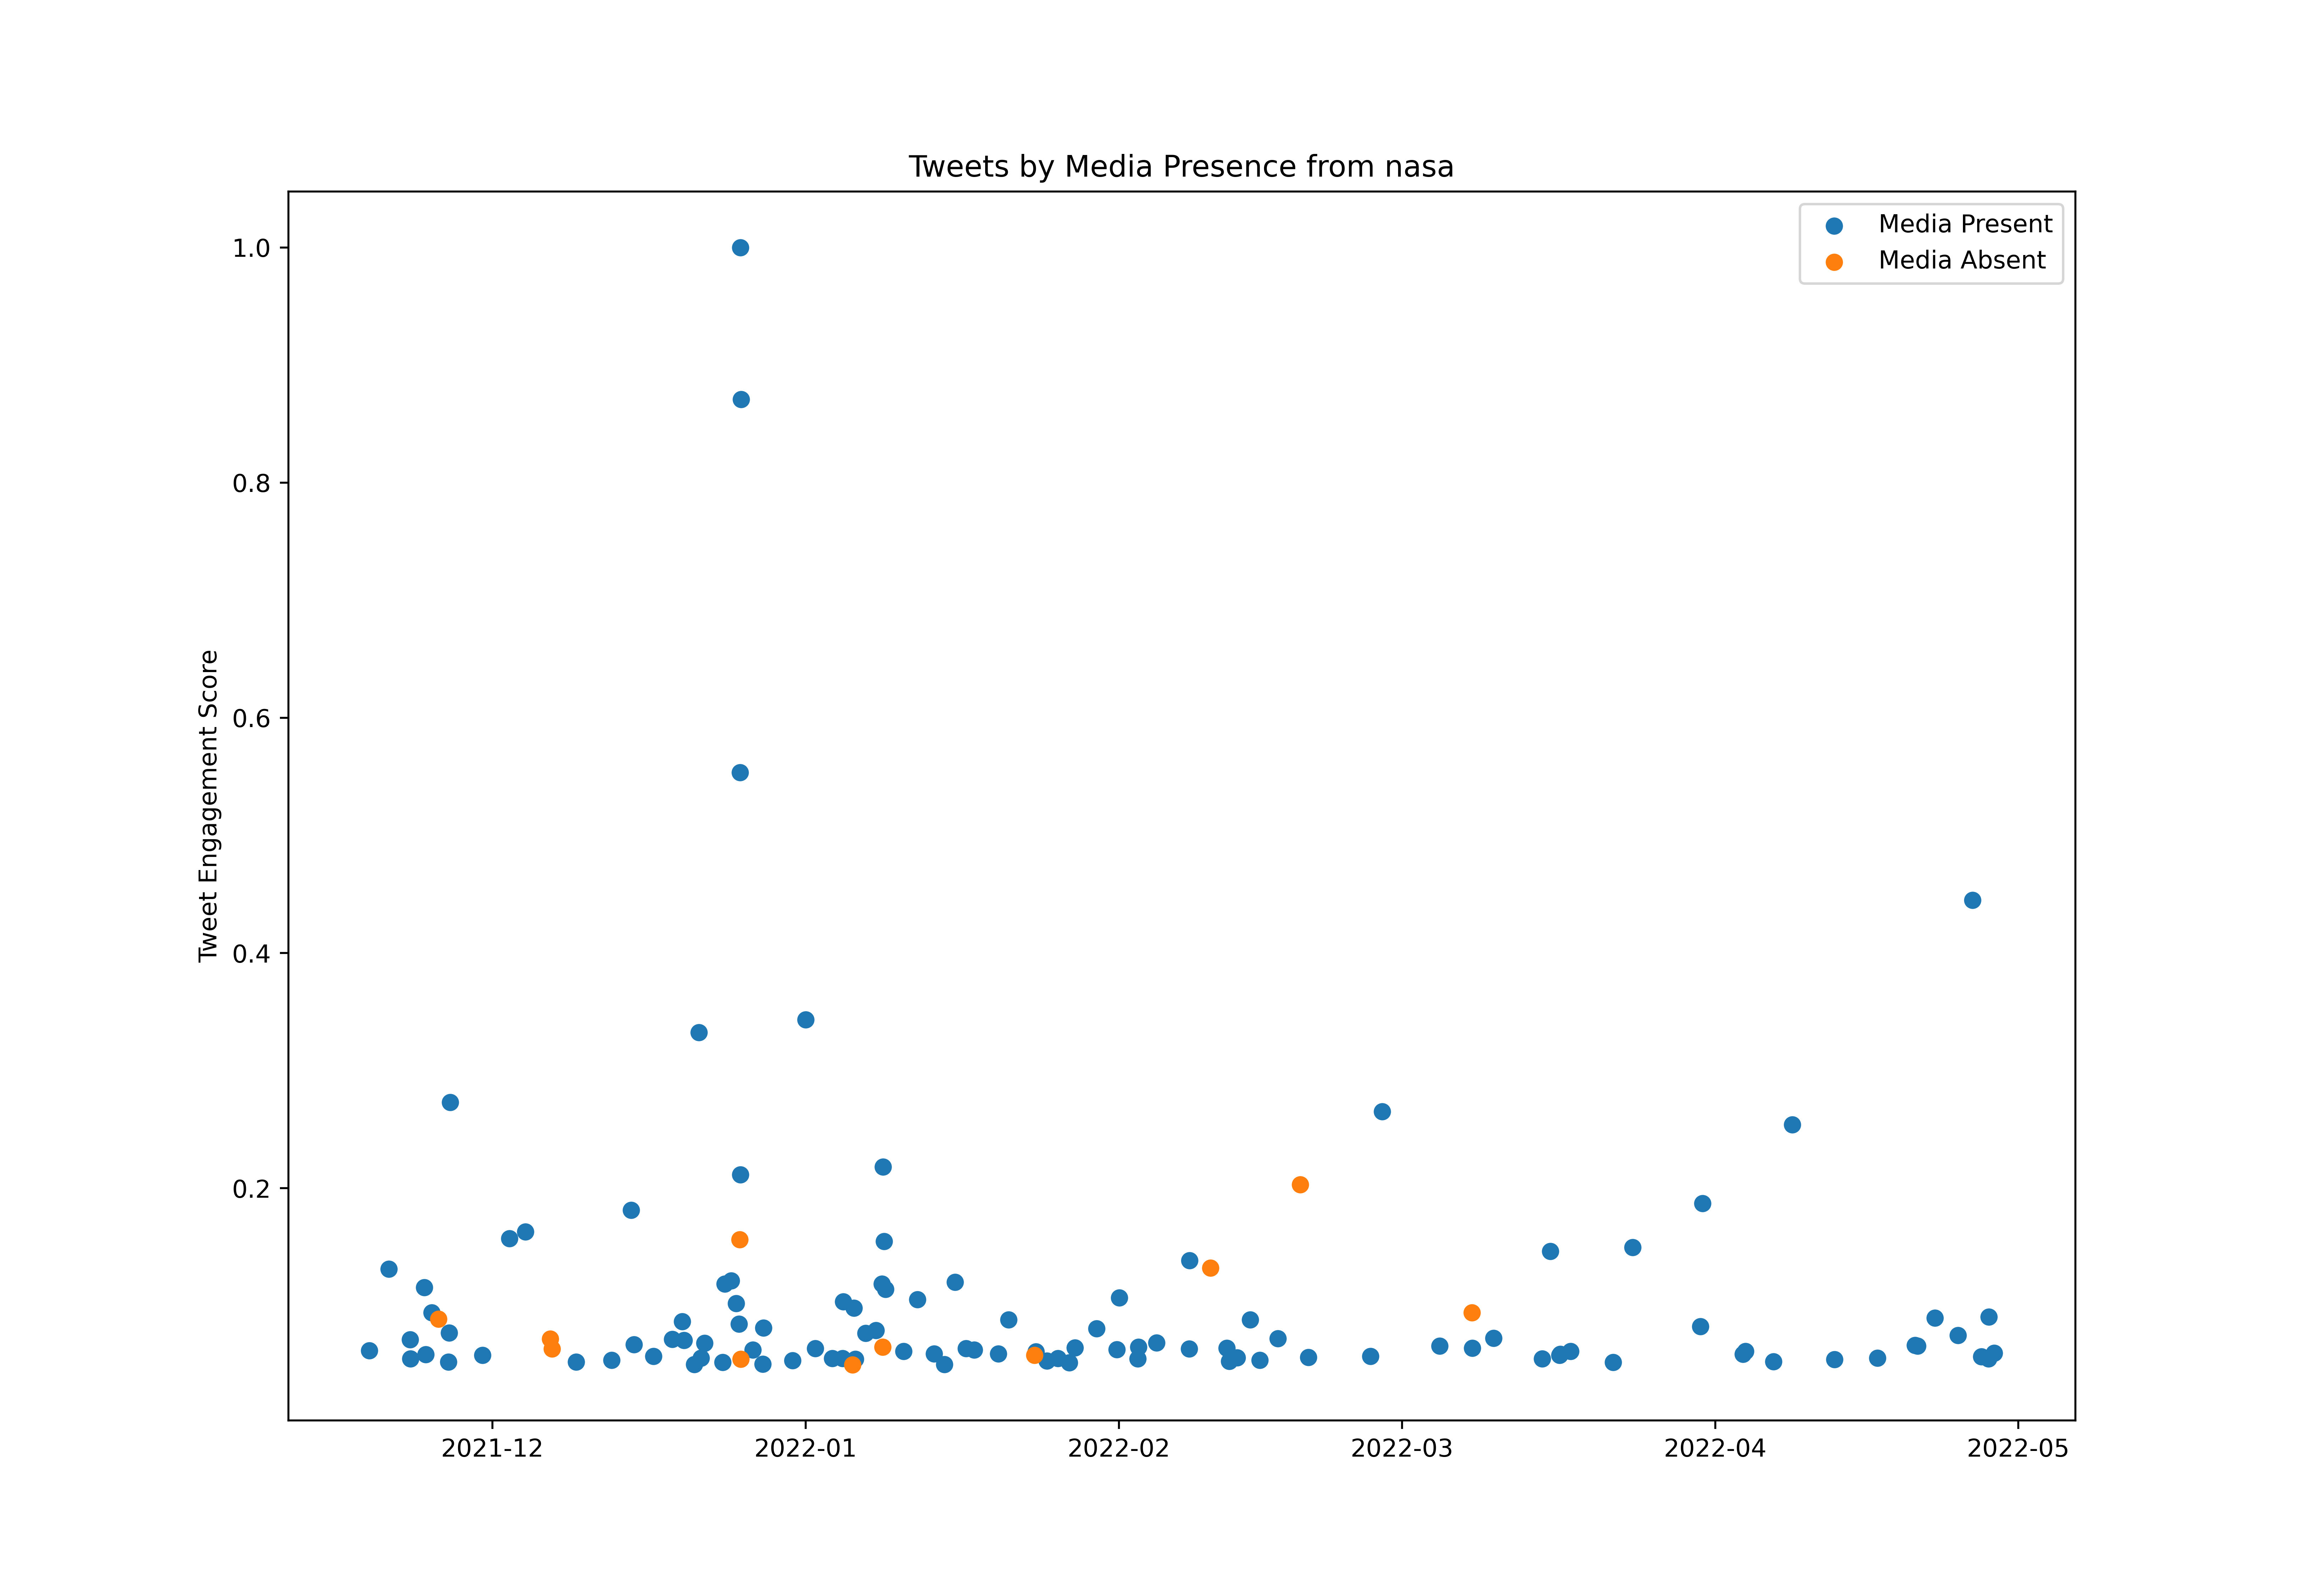 Tweets by Media Presence from nasa
Media Present
Media Absent
Tweet Engagement Score
1.0
0.8
0.6
0.4
0.2
2021-12
2022-01
2022-02
2022-03
2022-04
2022-05